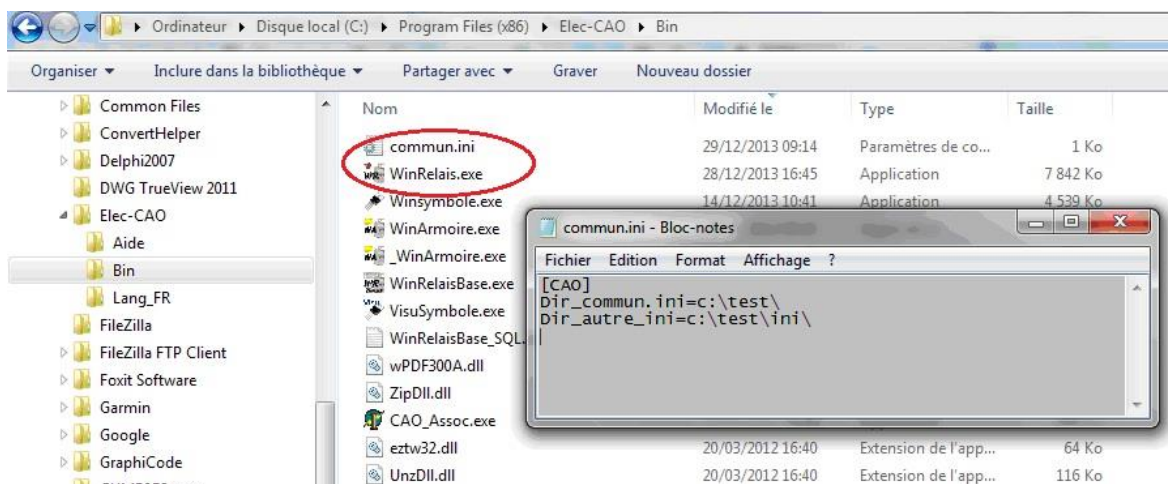 Ordinateur Disque local (C:) Program Files (x86) Elec-CAO Bin
Organiser Inclure dans la bibliothèque Partager avec Graver Nouveau dossier
Common Files
ConvertHelper
Delphi2007
DWG TrueView 2011
Elec-CAO
Aide
Bin
Lang_FR
FileZilla
FileZilla FTP Client
Foxit Software
Garmin
Google
GraphiCode
Nom Modifié le Type Taille
commun.ini 29/12/2013 09:14 Paramètres de co... 1 Ko
WinRelais.exe 28/12/2013 16:45 Application 7 842 Ko
Winsymbole.exe 14/12/2013 10:41 Application 4 539 Ko
WinArmoire.exe
_WinArmoire.exe
WinRelaisBase.exe
VisuSymbole.exe
WinRelaisBase_SQL.
wPDF300A.dll
ZipDll.dll
CAO_Assoc.exe
eztw32.dll 20/03/2012 16:40 Extension de l'app... 64 Ko
UnzDll.dll 20/03/2012 16:40 Extension de l'app... 116 Ko
commun.ini - Bloc-notes
Fichier Edition Format Affichage ?
[CAO]
Dir_commun.ini=c:\test\
Dir_autre_ini=c:\test\ini\